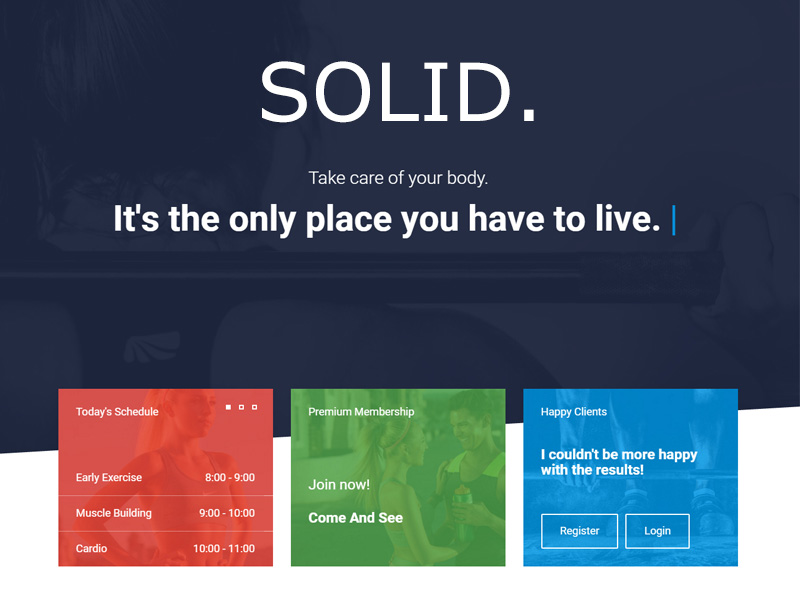 SOLID.
Take care of your body.
It's the only place you have to live. |
Today's Schedule
Early Exercise 8:00 - 9:00
Muscle Building 9:00 - 10:00
Cardio 10:00 - 11:00
Premium Membership
Join now!
Come And See
Happy Clients
I couldn't be more happy
with the results!
Register Login